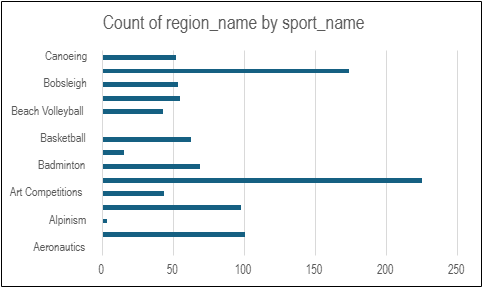 Count of region_name by sport_name
Canoeing
Bobsleigh
Beach Volleyball
Basketball
Badminton
Art Competitions
Alpinism
Aeronautics
0 50 100 150 200 250